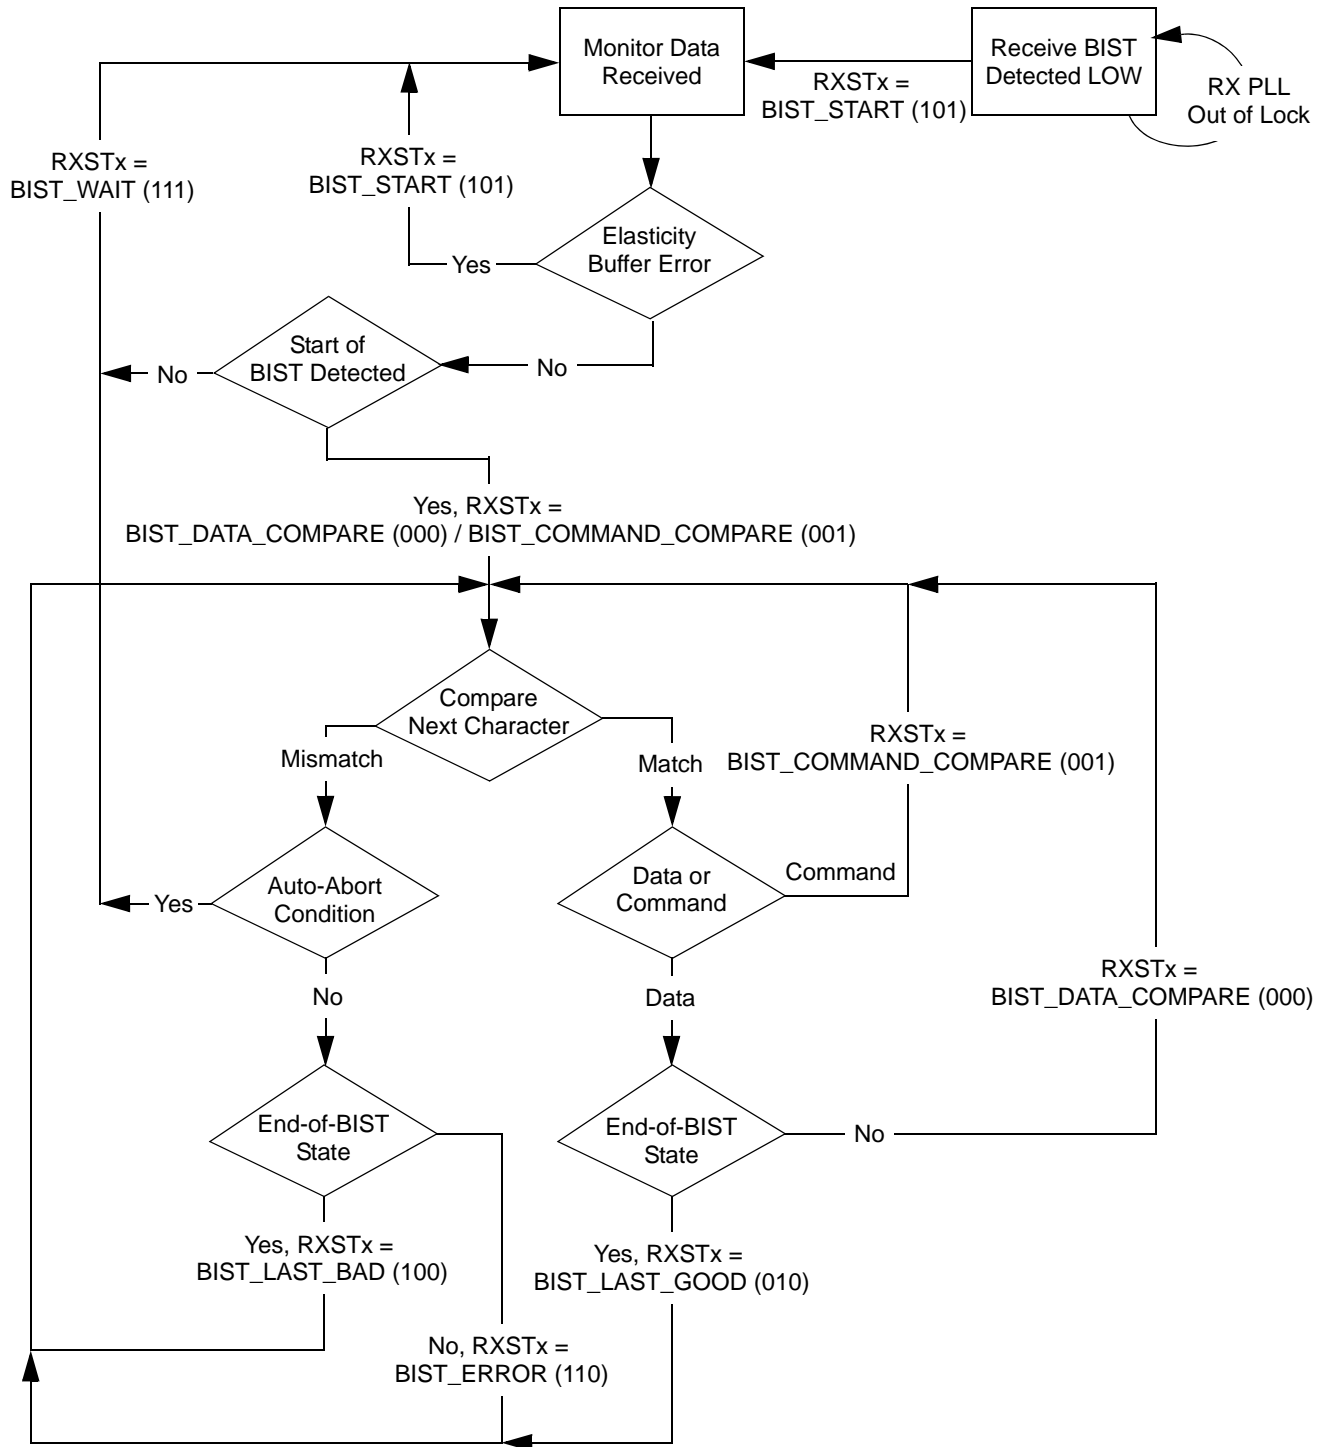 Monitor Data
Received
Receive BIST
Detected LOW
RX PLL
Out of Lock
RXSTx =
BIST_START (101)
RXSTx =
BIST_WAIT (111)
RXSTx =
BIST_START (101)
Elasticity
Buffer Error
Yes
No
Start of
BIST Detected
No
Yes, RXSTx =
BIST_DATA_COMPARE (000) / BIST_COMMAND_COMPARE (001)
Compare
Next Character
Mismatch
Match
RXSTx =
BIST_COMMAND_COMPARE (001)
Auto-Abort
Condition
Yes
Data or
Command
Command
No
Data
RXSTx =
BIST_DATA_COMPARE (000)
End-of-BIST
State
End-of-BIST
State
No
Yes, RXSTx =
BIST_LAST_BAD (100)
Yes, RXSTx =
BIST_LAST_GOOD (010)
No, RXSTx =
BIST_ERROR (110)